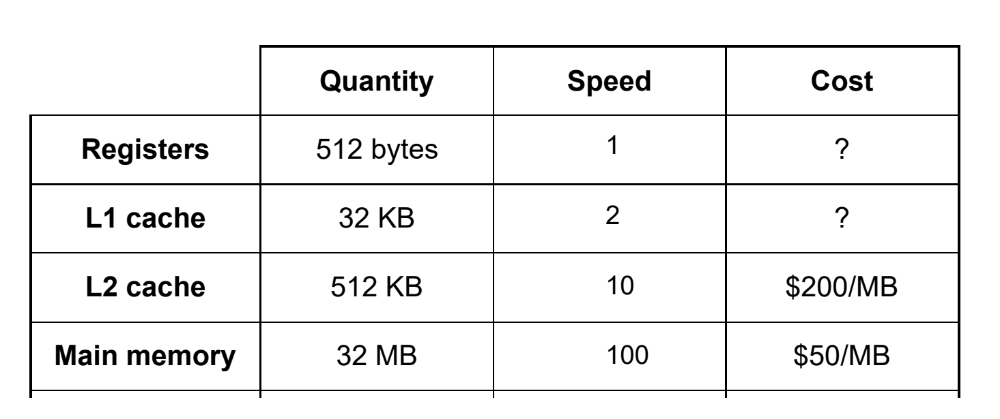 Quantity Speed Cost
Registers 512 bytes 1 ?
L1 cache 32 KB 2 ?
L2 cache 512 KB 10 $200/MB
Main memory 32 MB 100 $50/MB